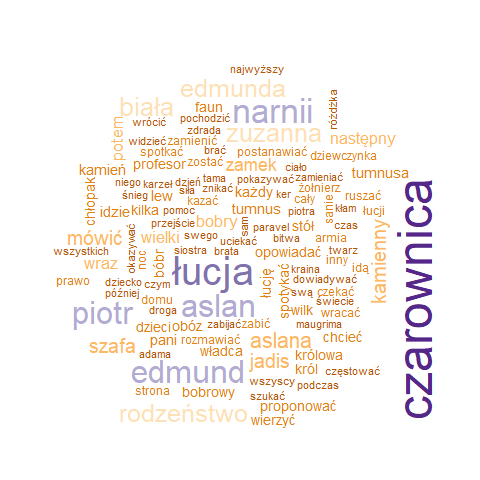 najwyższy
edmunda
różdżka
biała
faun
narnii
pochodzić
wrócić
zdrada
zuzanna
potem
widzieć
zamienić
brać
postanawiać
następny
spotkać
dziewczynka
kamień
profesor
zostać
zamek
ciało
tumnusa
chłopak
niego
karzeł
dzień
tama
pokazywać
zamieniać
śnieg
lew
siła
znikać
każdy
ker
żołnierz
ruszać
kazać
cały
sanie
kłam
idzie
kilka
pomoc
tumnus
piotra
łucji
przejście
bobry
sam
paravel
stół
czas
mówić
okazywać
wielki
swego
uciekać
bitwa
armia
kamienny
wszystkich
noc
bóbr
siostra
brata
opowiadać
twarz
inny
wraz
łucja
łucję
spotykać
kraina
idą
prawo
dziecko
czym
dowiadywać
czarownica
później
domu
swą
czekać
świecie
piotr
droga
aslan
wilk
wracać
dzieci
obóz
zabijać
zabić
maugrima
szafa
pani
rozmawiać
aslana
chcieć
adama
władca
jadis
królowa
edmund
król
częstować
wszyscy
podczas
strona
bobrowy
szukać
rodzeństwo
proponować
wierzyć